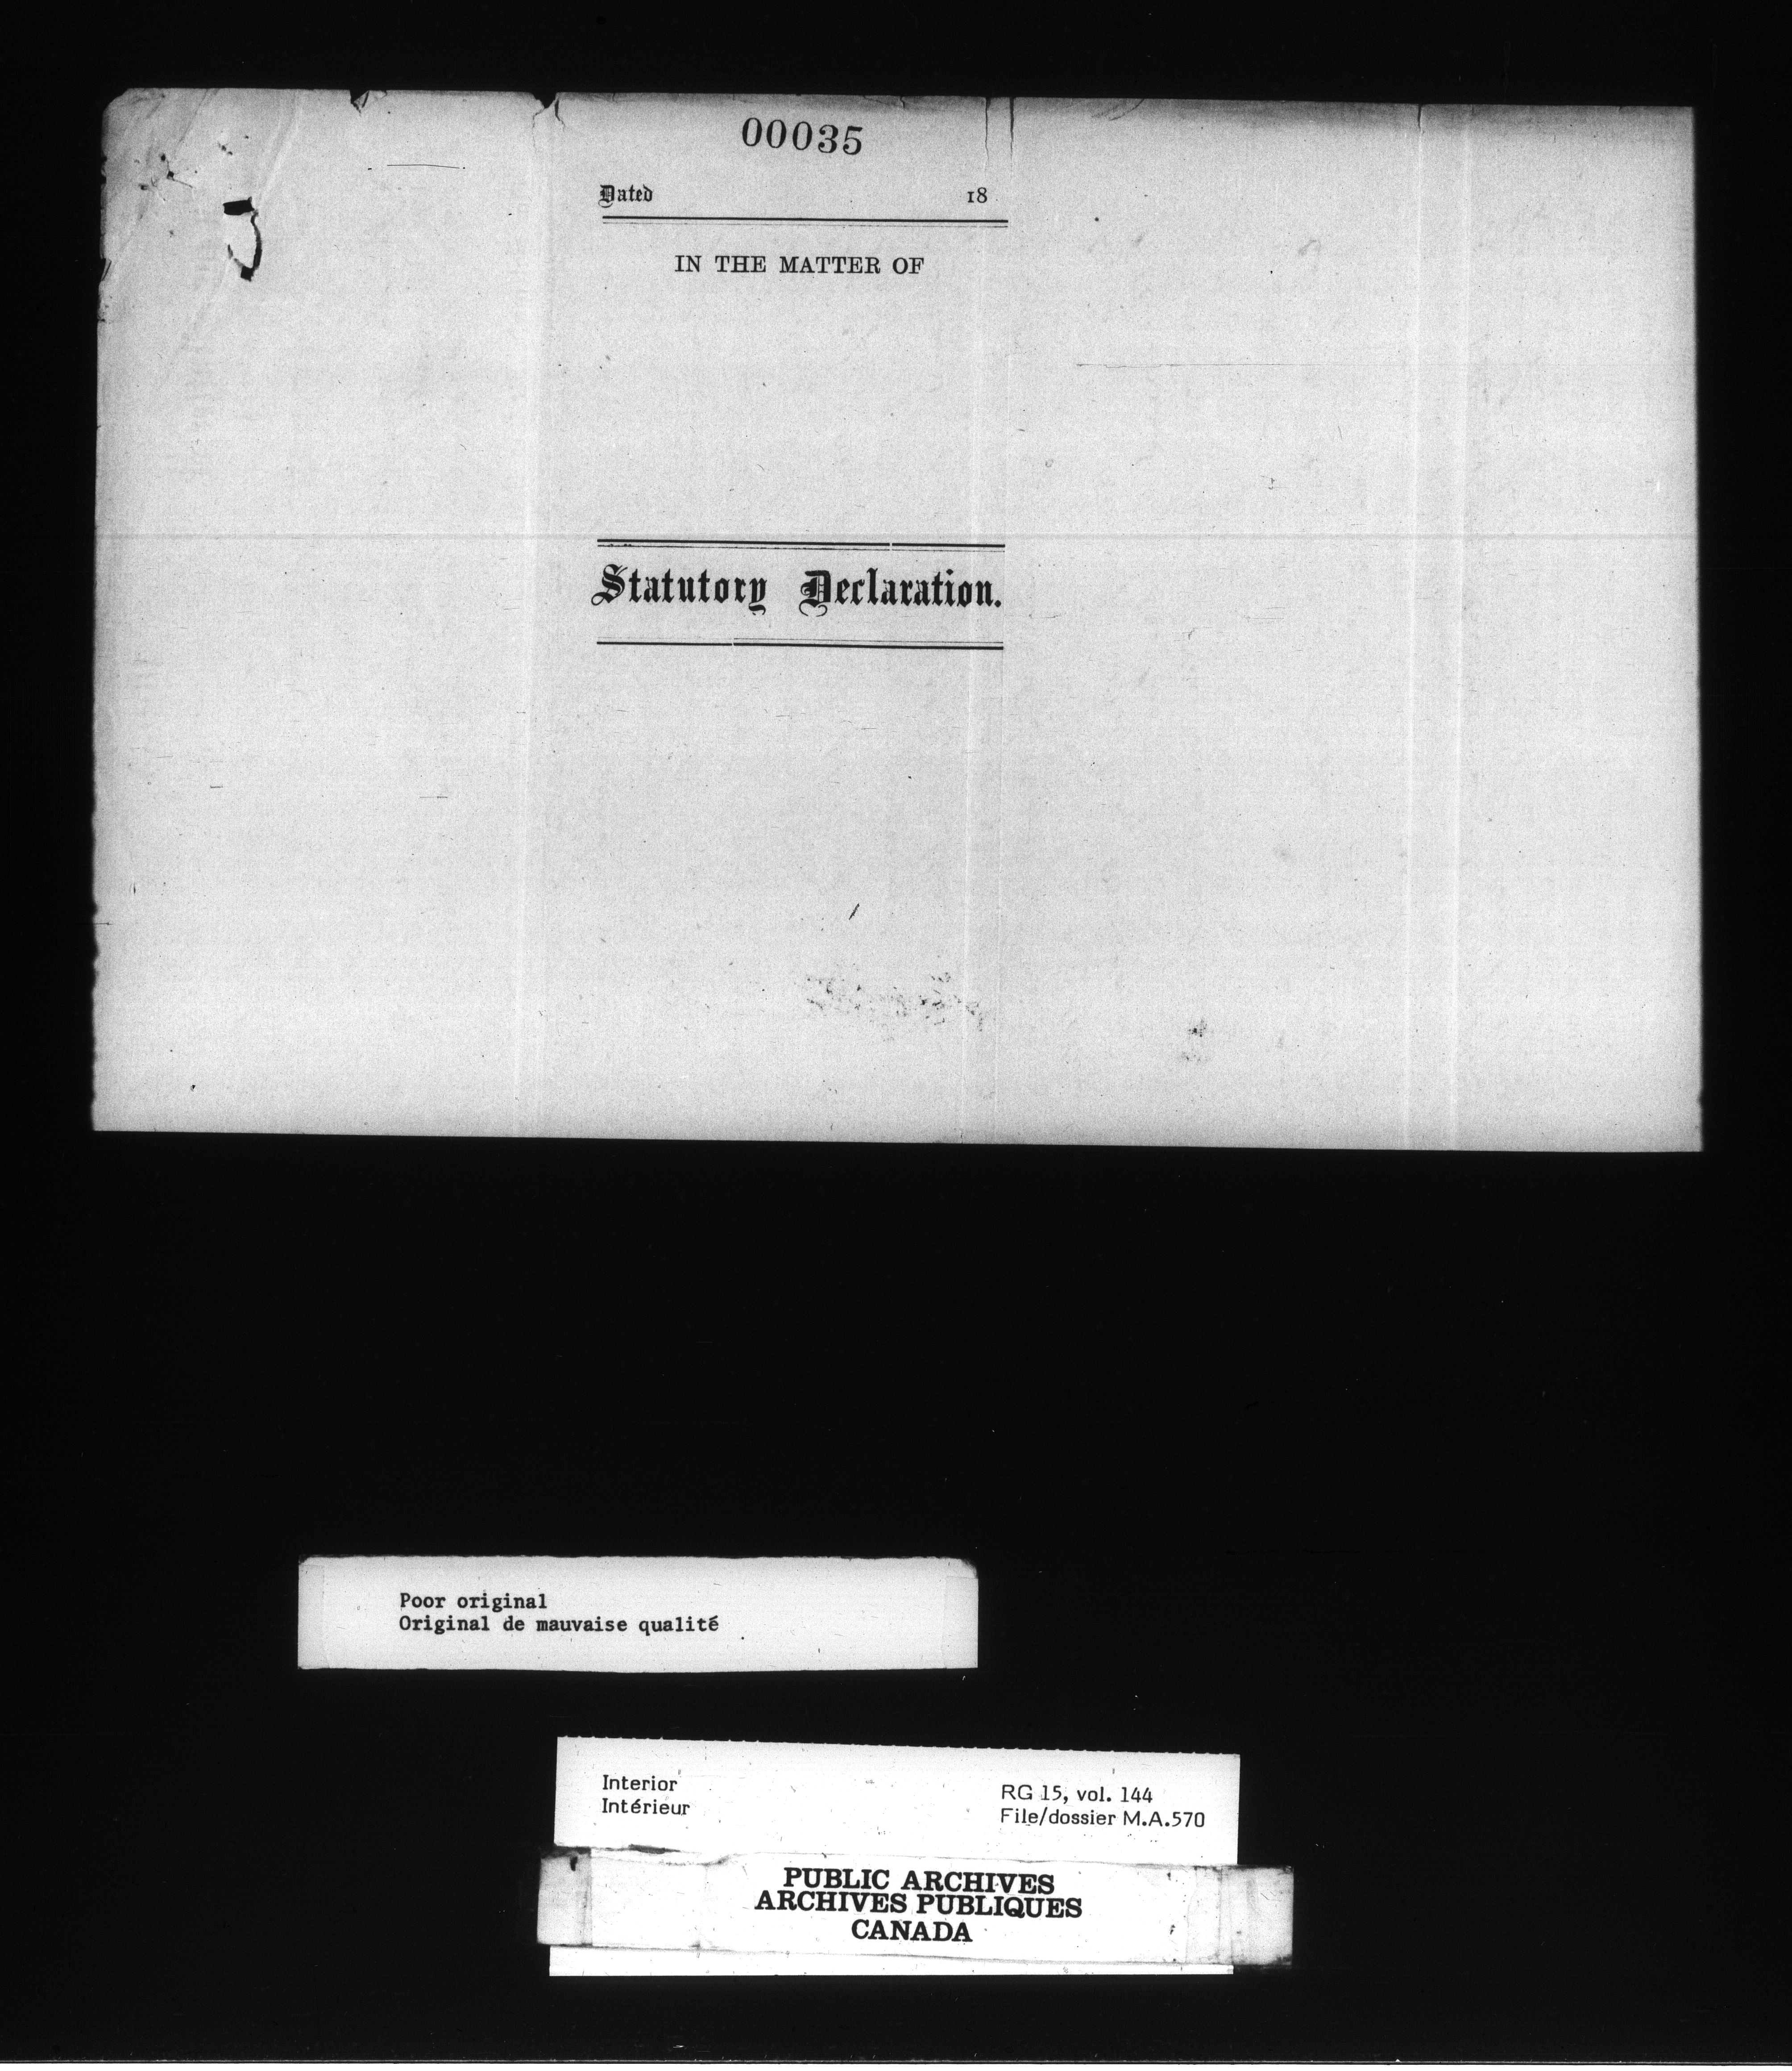 00035
Dated 18
IN THE MATTER OF
Statutory Declaration.
Poor original
Original de mauvaise qualité
Interior
Intérieur
RG 15, vol. 144
File/dossier M.A.570
PUBLIC ARCHIVES
ARCHIVES PUBLIQUES
CANADA